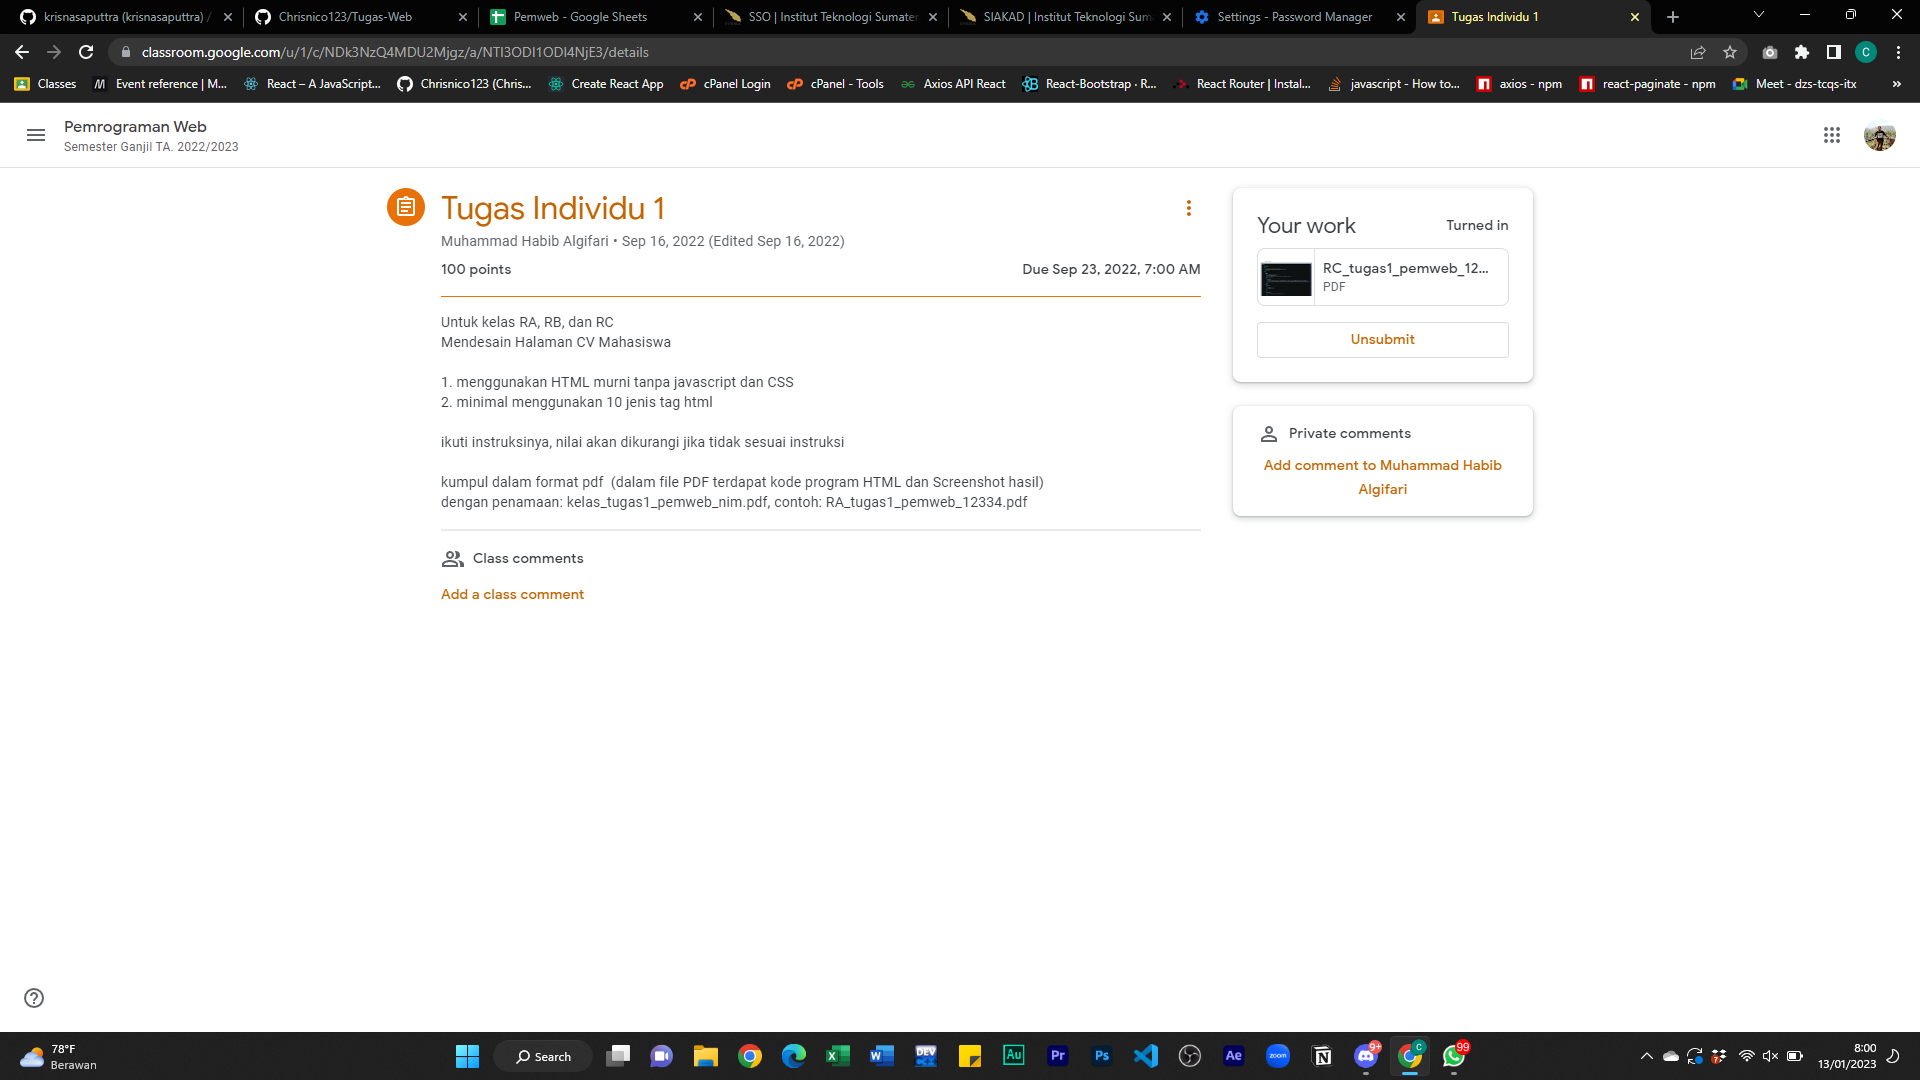 krisnasaputtra (krisnasaputtra) /
Chrisnico123/Tugas-Web
Pemweb - Google Sheets
SSO | Institut Teknologi Sumater
SIAKAD | Institut Teknologi Sum
Settings - Password Manager
Tugas Individu 1
classroom.google.com/u/1/c/NDk3NzQ4MDU2Mjgz/a/NTI3ODI1ODI4NjE3/details
C
Classes
Event reference | M...
React – A JavaScript...
Chrisnico123 (Chris...
Create React App
cPanel Login
cPanel - Tools
Axios API React
React-Bootstrap · R...
React Router | Instal...
javascript - How to...
axios - npm
react-paginate - npm
Meet - dzs-tcqs-itx
»
Pemrograman Web
Semester Ganjil TA. 2022/2023
Tugas Individu 1
Muhammad Habib Algifari • Sep 16, 2022 (Edited Sep 16, 2022)
100 points
Due Sep 23, 2022, 7:00 AM
Untuk kelas RA, RB, dan RC
Mendesain Halaman CV Mahasiswa
1. menggunakan HTML murni tanpa javascript dan CSS
2. minimal menggunakan 10 jenis tag html
ikuti instruksinya, nilai akan dikurangi jika tidak sesuai instruksi
kumpul dalam format pdf  (dalam file PDF terdapat kode program HTML dan Screenshot hasil)
dengan penamaan: kelas_tugas1_pemweb_nim.pdf, contoh: RA_tugas1_pemweb_12334.pdf
Class comments
Add a class comment
Your work
Turned in
RC_tugas1_pemweb_12...
PDF
Unsubmit
Private comments
Add comment to Muhammad Habib
Algifari
78°F
Berawan
Search
DEV
C++
Au
Pr
Ps
Ae
zoom
9+
C
99
8:00
13/01/2023